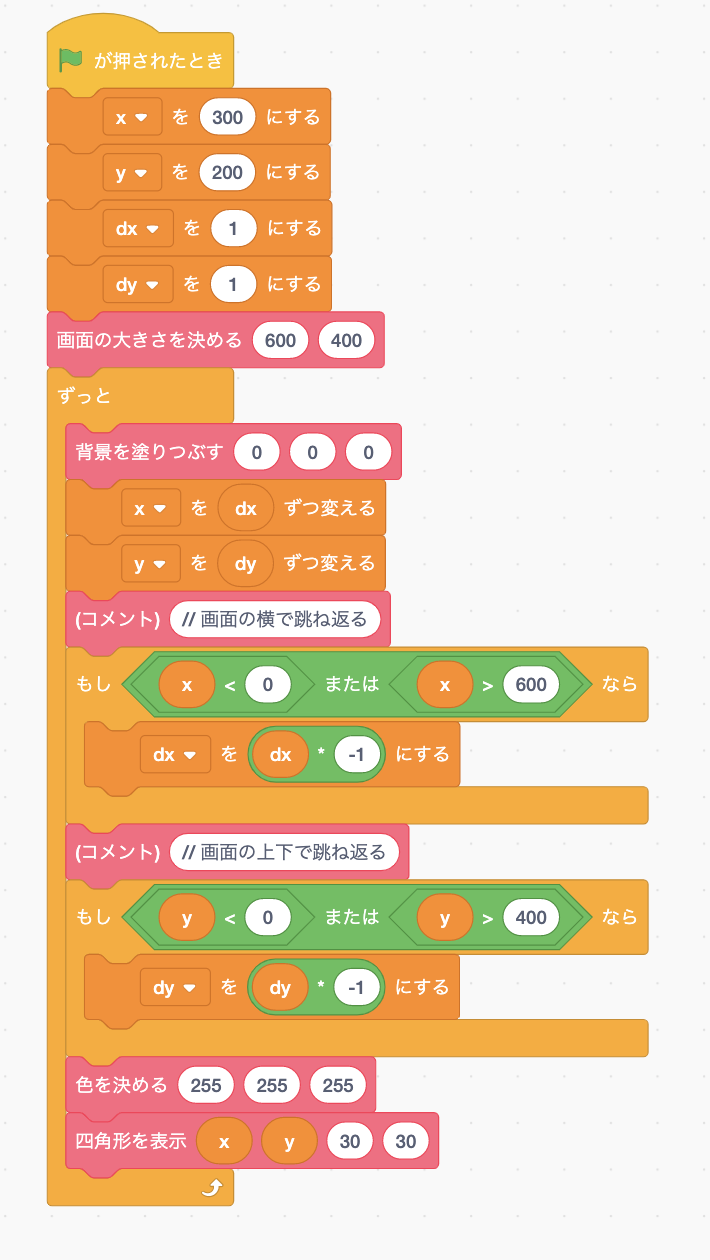 が押されたとき
x を 300 にする
y を 200 にする
dx を 1 にする
dy を 1 にする
画面の大きさを決める 600 400
ずっと
背景を塗りつぶす 0 0 0
x を dx ずつ変える
y を dy ずつ変える
(コメント) // 画面の横で跳ね返る
もし x < 0 または x > 600 なら
dx を dx * -1 にする
(コメント) // 画面の上下で跳ね返る
もし y < 0 または y > 400 なら
dy を dy * -1 にする
色を決める 255 255 255
四角形を表示 x y 30 30